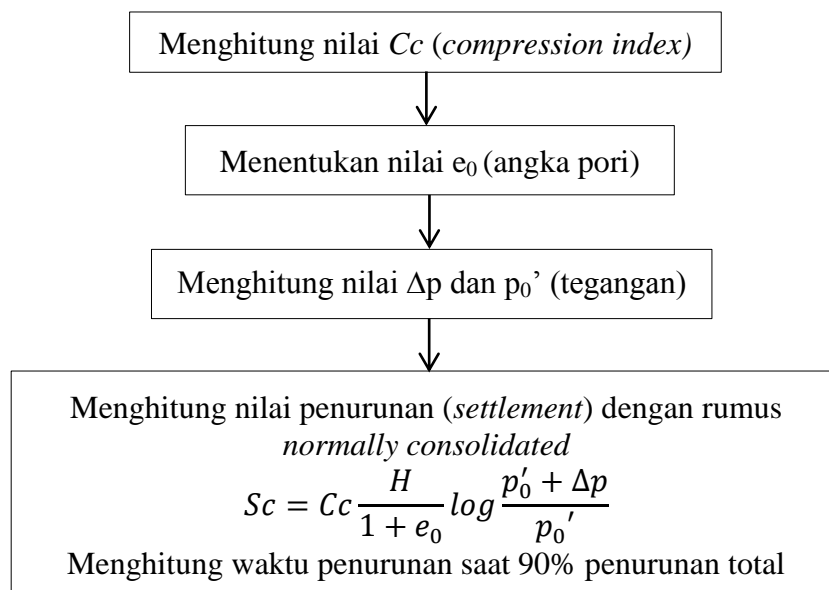 Menghitung nilai Cc (compression index)
Menentukan nilai e₀ (angka pori)
Menghitung nilai Δp dan p₀’ (tegangan)
Menghitung nilai penurunan (settlement) dengan rumus
normally consolidated
Sc = Cc H/(1 + e₀) log (p₀′ + Δp)/p₀′
Menghitung waktu penurunan saat 90% penurunan total